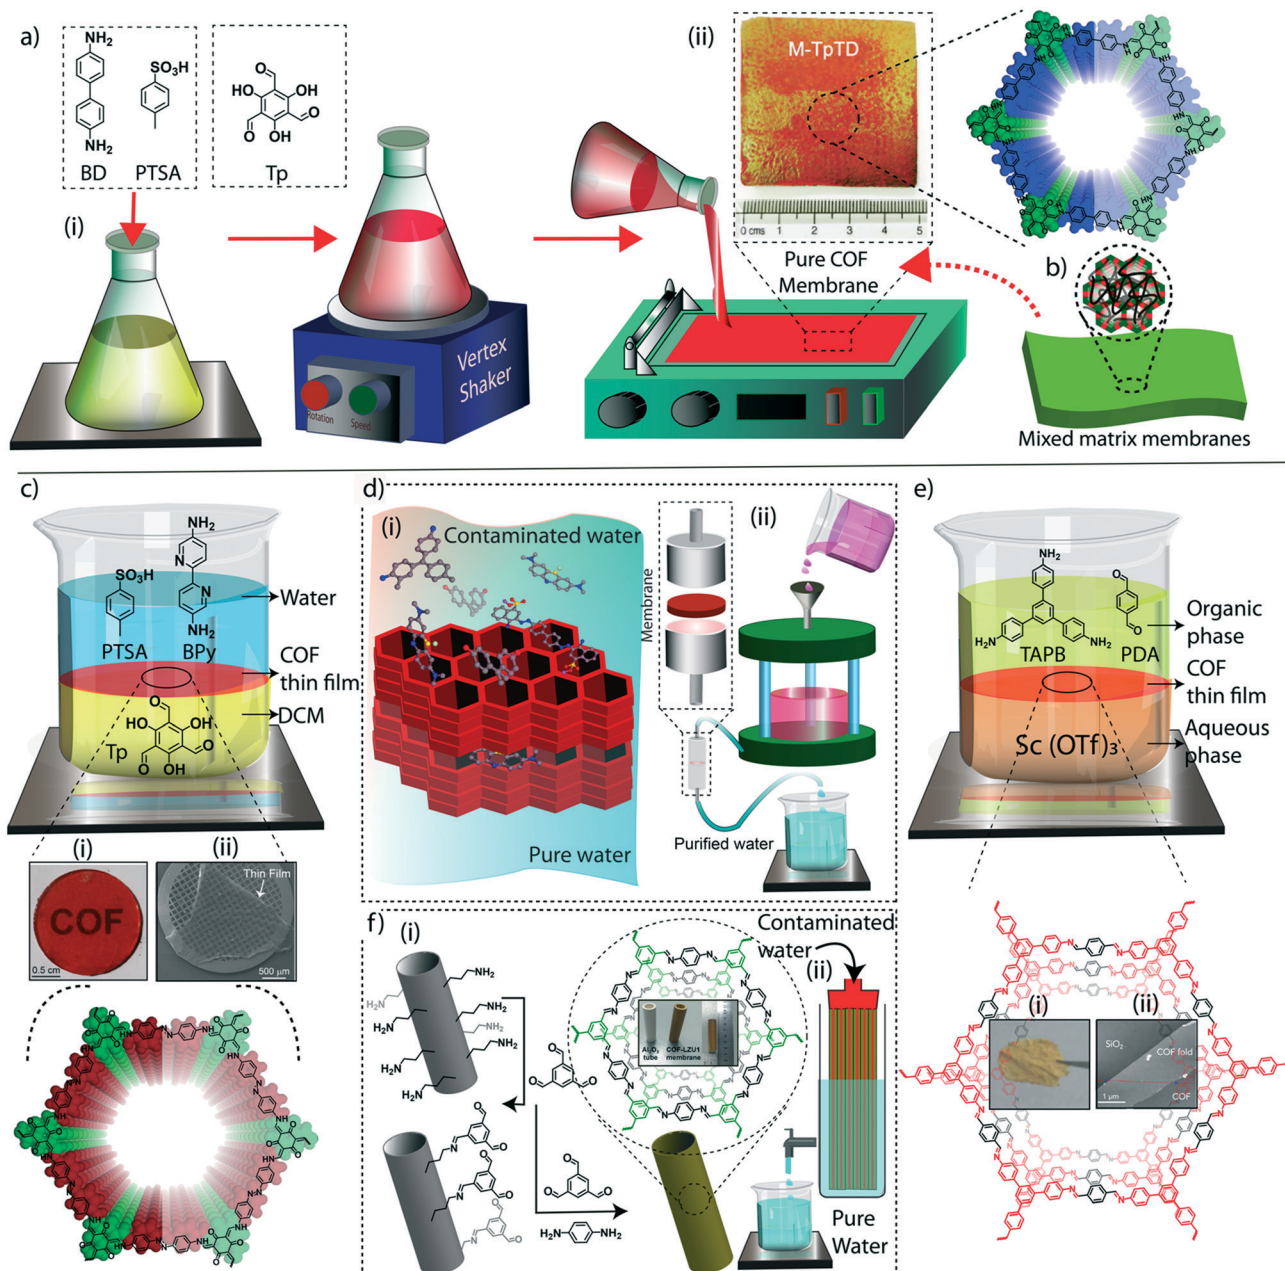 a)
NH₂
NH₂
BD
SO₃H
PTSA
O
OH
HO
O
O
OH
Tp
(i)
Rotation
Speed
Vertex
Shaker
(ii)
M-TpTD
0 cms 1 2 3 4 5
Pure COF
Membrane
b)
Mixed matrix membranes
c)
NH₂
N
N
NH₂
SO₃H
PTSA
BPy
Water
COF
thin film
DCM
O
HO
OH
O
O
OH
Tp
(i)
COF
0.5 cm
(ii)
Thin Film
500 µm
d)
(i)
Contaminated water
Pure water
Membrane
(ii)
Purified water
e)
NH₂
H₂N
NH₂
TAPB
O
O
PDA
Organic
phase
COF
thin film
Aqueous
phase
Sc (OTf)₃
(i)
(ii)
SiO₂
COF fold
COF
1 µm
f)
(i)
NH₂
H₂N
NH₂
H₂N
NH₂
H₂N
NH₂
H₂N
O
O
O
N
O
O
N
O
O
N
O
O
O
O
H₂N
NH₂
Al₂O₃
tube
COF-LZU1
membrane
Contaminated
water
(ii)
Pure
Water